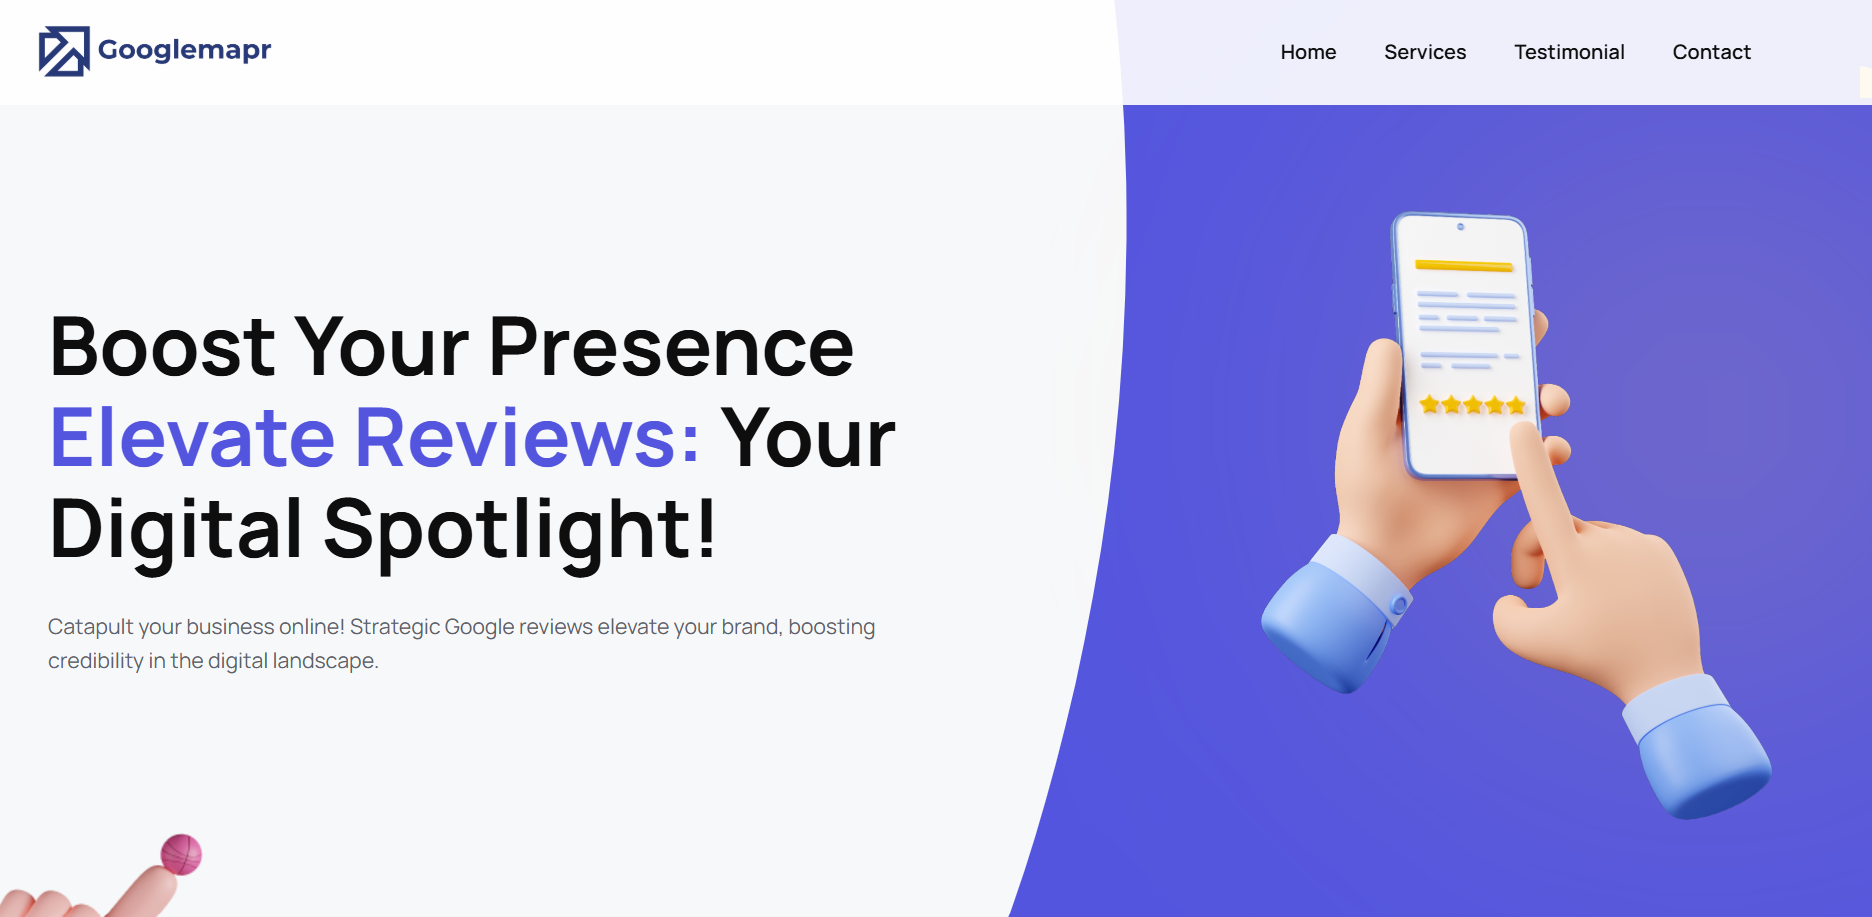 Googlemapr
Home
Services
Testimonial
Contact
Boost Your Presence
Elevate Reviews: Your
Digital Spotlight!
Catapult your business online! Strategic Google reviews elevate your brand, boosting
credibility in the digital landscape.